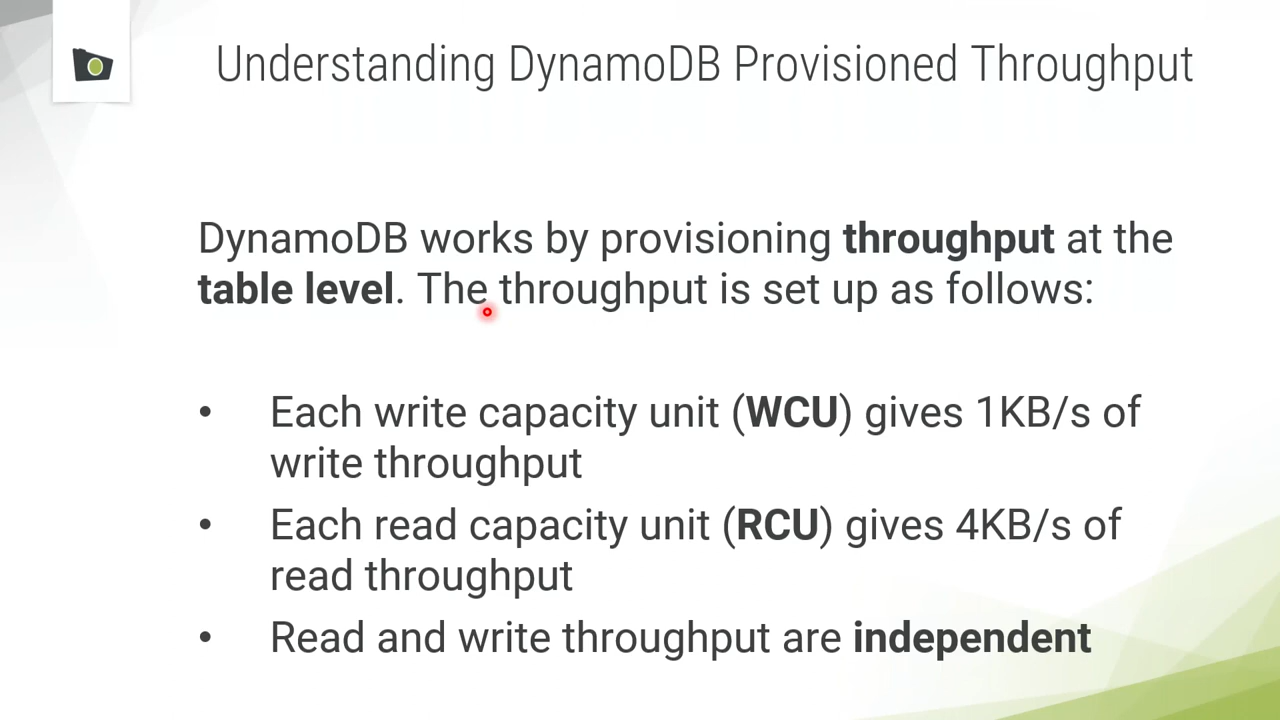 Understanding DynamoDB Provisioned Throughput
DynamoDB works by provisioning throughput at the
table level. The throughput is set up as follows:
• Each write capacity unit (WCU) gives 1KB/s of
write throughput
• Each read capacity unit (RCU) gives 4KB/s of
read throughput
• Read and write throughput are independent